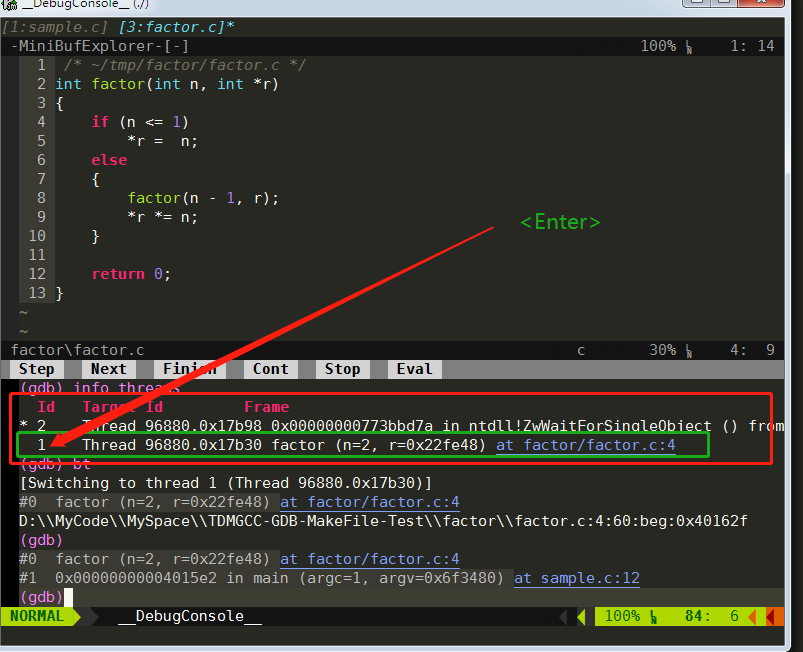 __DebugConsole__ (./)
[1:sample.c] [3:factor.c]*
-MiniBufExplorer-[-] 100% 1: 14
1 /* ~/tmp/factor/factor.c */
2 int factor(int n, int *r)
3 {
4 if (n <= 1)
5 *r = n;
6 else
7 {
8 factor(n - 1, r);
9 *r *= n;
10 }
11
12 return 0;
13 }
<Enter>
~
~
factor\factor.c c 30% 4: 9
Step Next Finish Cont Stop Eval
(gdb) info threads
Id Target Id Frame
* 2 Thread 96880.0x17b98 0x00000000773bbd7a in ntdll!ZwWaitForSingleObject () from
1 Thread 96880.0x17b30 factor (n=2, r=0x22fe48) at factor/factor.c:4
(gdb) bt
[Switching to thread 1 (Thread 96880.0x17b30)]
#0 factor (n=2, r=0x22fe48) at factor/factor.c:4
D:\\MyCode\\MySpace\\TDMGCC-GDB-MakeFile-Test\\factor\\factor.c:4:60:beg:0x40162f
(gdb)
#0 factor (n=2, r=0x22fe48) at factor/factor.c:4
#1 0x00000000004015e2 in main (argc=1, argv=0x6f3480) at sample.c:12
(gdb)
NORMAL __DebugConsole__ 100% 84: 6